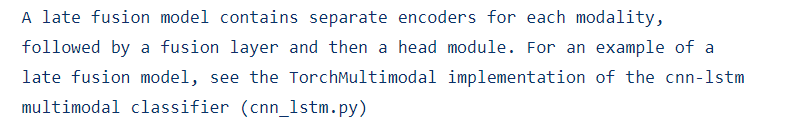 A late fusion model contains separate encoders for each modality,
followed by a fusion layer and then a head module. For an example of a
late fusion model, see the TorchMultimodal implementation of the cnn-lstm
multimodal classifier (cnn_lstm.py)